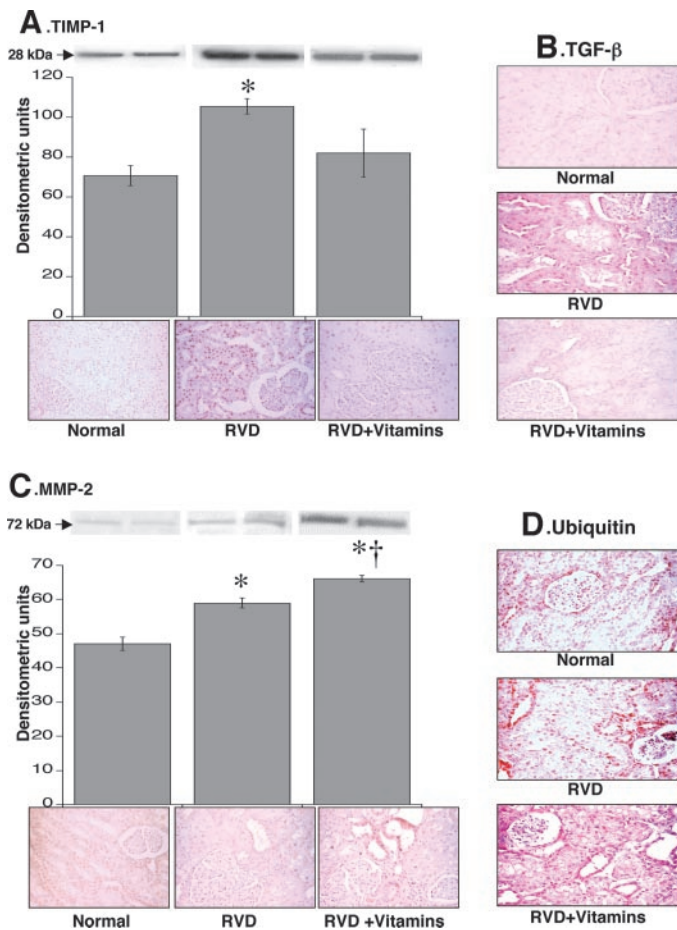 A.TIMP-1
28 kDa
Densitometric units
120
100
80
60
40
20
0
*
Normal
RVD
RVD+Vitamins
B.TGF-β
Normal
RVD
RVD+Vitamins
C.MMP-2
72 kDa
Densitometric units
70
60
50
40
30
20
10
0
*
*†
Normal
RVD
RVD +Vitamins
D.Ubiquitin
Normal
RVD
RVD+Vitamins